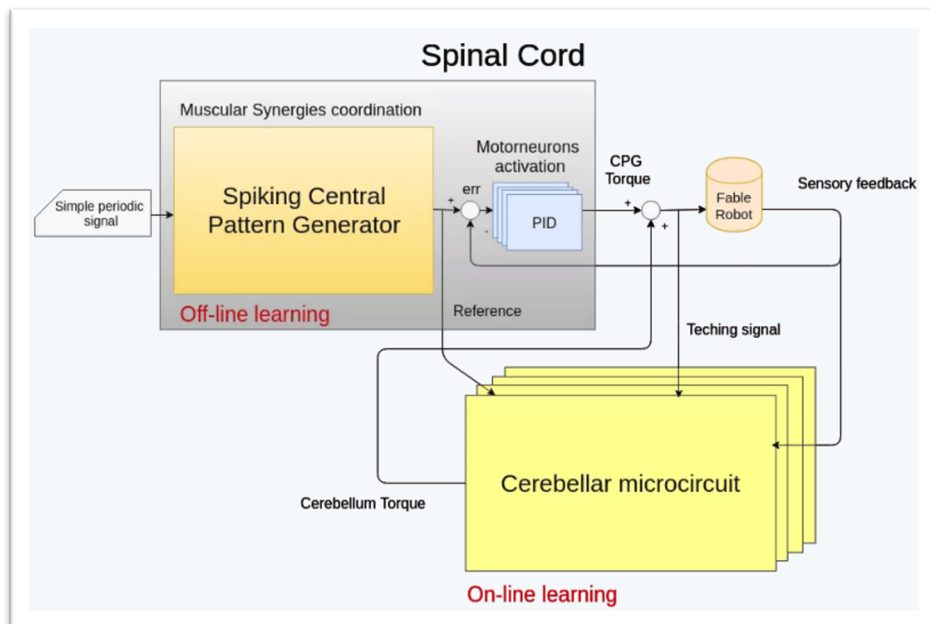 Spinal Cord
Muscular Synergies coordination
Motorneurons
activation
CPG
Torque
Simple periodic
signal
Spiking Central
Pattern Generator
+
err
-
PID
+
+
Fable
Robot
Sensory feedback
Off-line learning
Reference
Teching signal
Cerebellar microcircuit
Cerebellum Torque
On-line learning